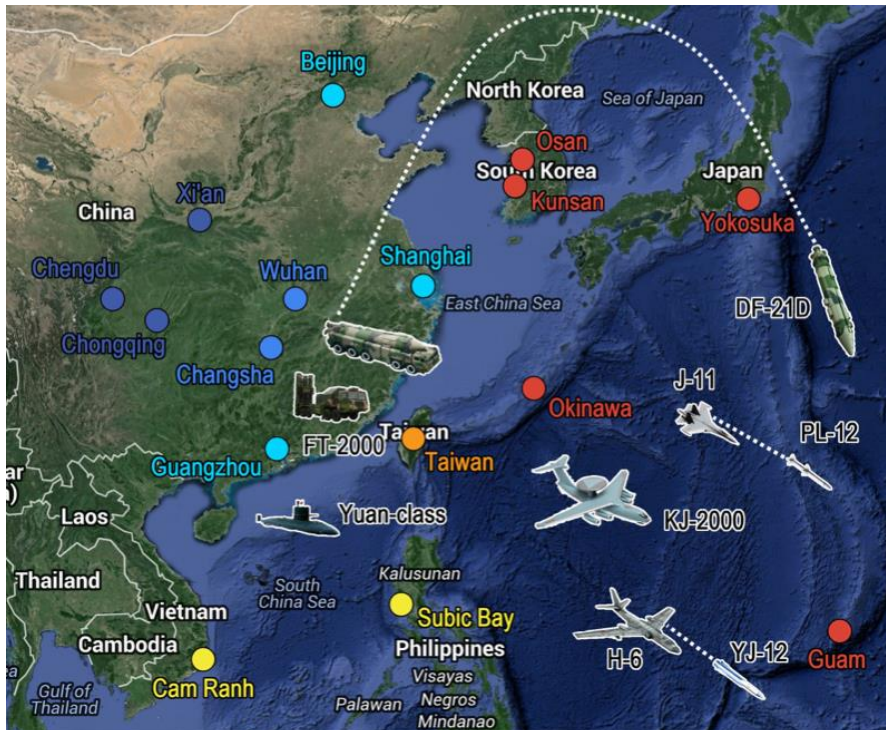 Beijing
North Korea
Sea of Japan
Osan
South Korea
Kunsan
Japan
Yokosuka
Xi'an
China
Shanghai
Wuhan
Chengdu
East China Sea
DF-21D
Chongqing
Changsha
J-11
Okinawa
PL-12
Taiwan
FT-2000
Taiwan
Guangzhou
ar
n)
Laos
Yuan-class
KJ-2000
Thailand
South
China Sea
Kalusunan
Vietnam
Subic Bay
Cambodia
Philippines
H-6
YJ-12
Guam
Cam Ranh
Gulf of
Thailand
Visayas
Palawan
Negros
Mindanao